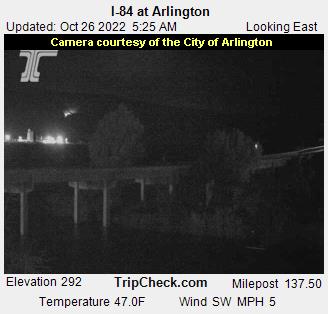 I-84 at Arlington
Updated: Oct 26 2022 5:25 AM Looking East
Camera courtesy of the City of Arlington
Elevation 292 TripCheck.com Milepost 137.50
Temperature 47.0F Wind SW MPH 5